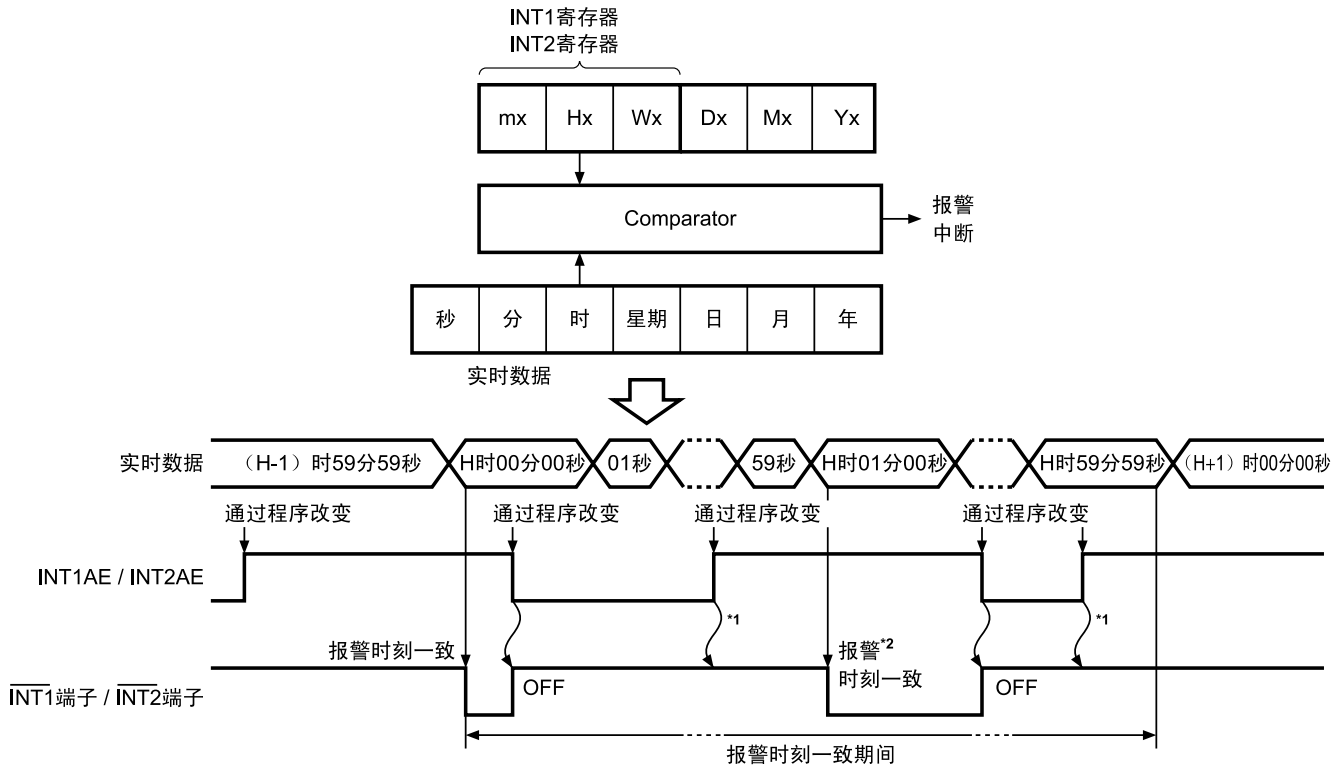 INT1寄存器
INT2寄存器
mx Hx Wx Dx Mx Yx
Comparator
报警
中断
秒 分 时 星期 日 月 年
实时数据
实时数据 （H-1）时59分59秒 H时00分00秒 01秒 59秒 H时01分00秒 H时59分59秒 （H+1）时00分00秒
通过程序改变 通过程序改变 通过程序改变 通过程序改变
INT1AE / INT2AE
*1 *1
报警时刻一致 报警*2
时刻一致
INT1端子 / INT2端子 OFF OFF
报警时刻一致期间